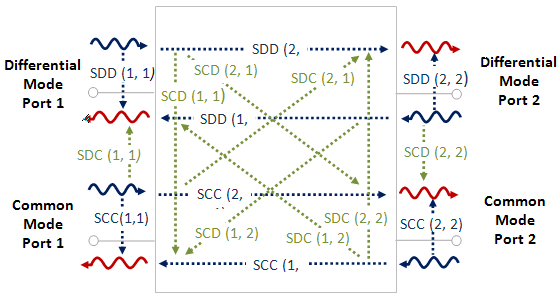 SDD (2,
Differential
Mode
Port 1
SDD (1, 1)
SCD (2, 1)
SDC (2, 1)
SCD (1, 1)
SDD (2, 2)
Differential
Mode
Port 2
SDD (1,
SDC (1, 1)
SCD (2, 2)
Common
Mode
Port 1
SCC(1,1)
SCC (2,
SCD (1, 2)
SDC (1, 2)
SDC (2, 2)
SCC (2, 2)
Common
Mode
Port 2
SCC (1,